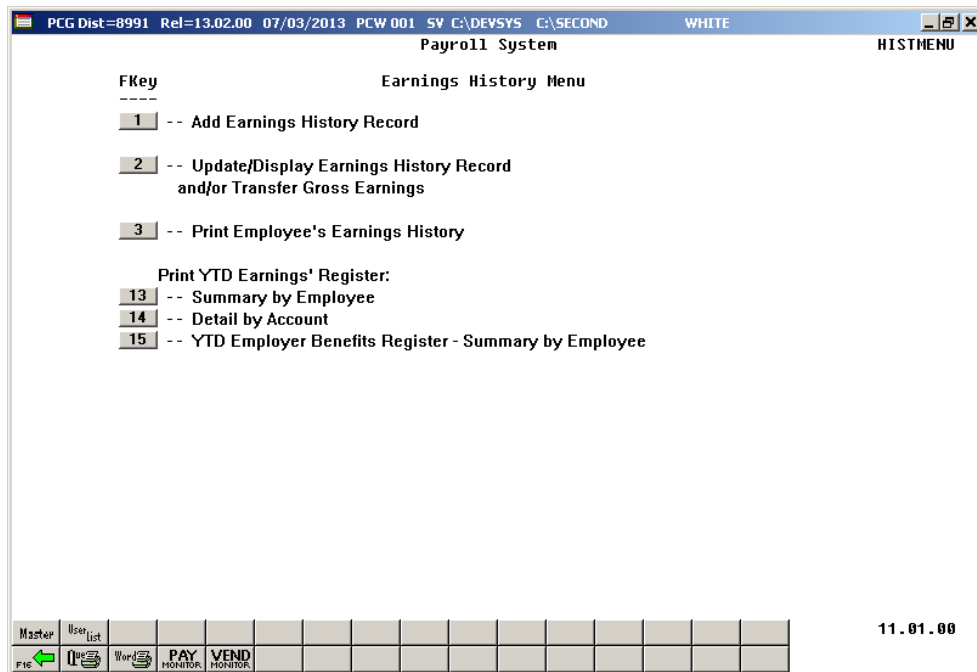 PCG Dist=8991 Rel=13.02.00 07/03/2013 PCW 001 SV C:\DEVSYS C:\SECOND WHITE
Payroll System HISTMENU
FKey Earnings History Menu
----
1 -- Add Earnings History Record
2 -- Update/Display Earnings History Record
and/or Transfer Gross Earnings
3 -- Print Employee's Earnings History
Print YTD Earnings' Register:
13 -- Summary by Employee
14 -- Detail by Account
15 -- YTD Employer Benefits Register - Summary by Employee
Master User List 11.01.00
F16 Que Word PAY MONITOR VEND MONITOR